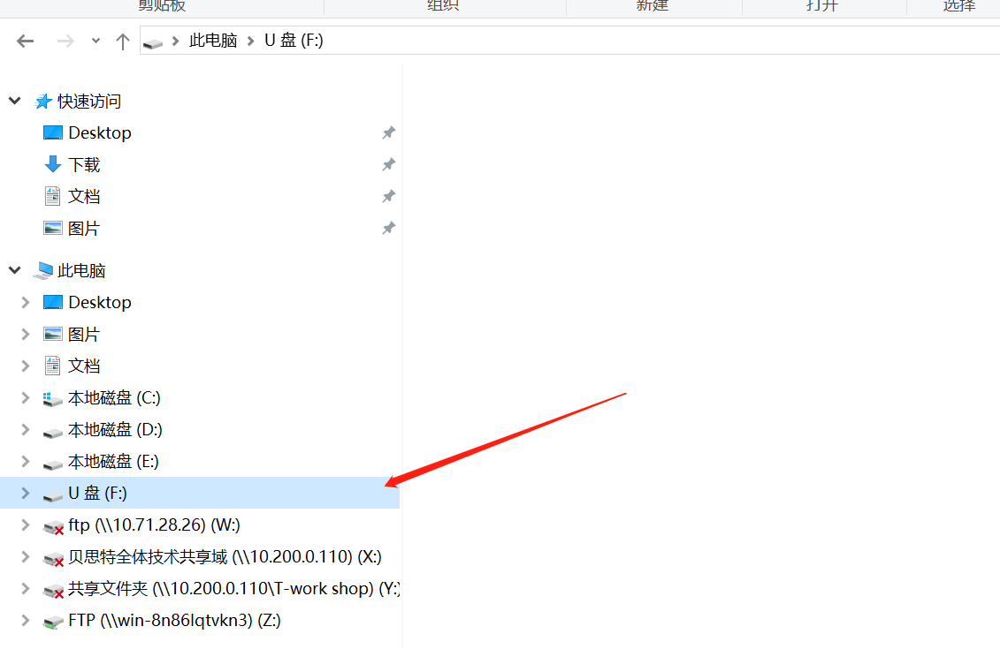 剪贴板
组织
新建
打开
选择
此电脑 U 盘 (F:)
快速访问
Desktop
下载
文档
图片
此电脑
Desktop
图片
文档
本地磁盘 (C:)
本地磁盘 (D:)
本地磁盘 (E:)
U 盘 (F:)
ftp (\\10.71.28.26) (W:)
贝思特全体技术共享域 (\\10.200.0.110) (X:)
共享文件夹 (\\10.200.0.110\T-work shop) (Y:)
FTP (\\win-8n86lqtvkn3) (Z:)